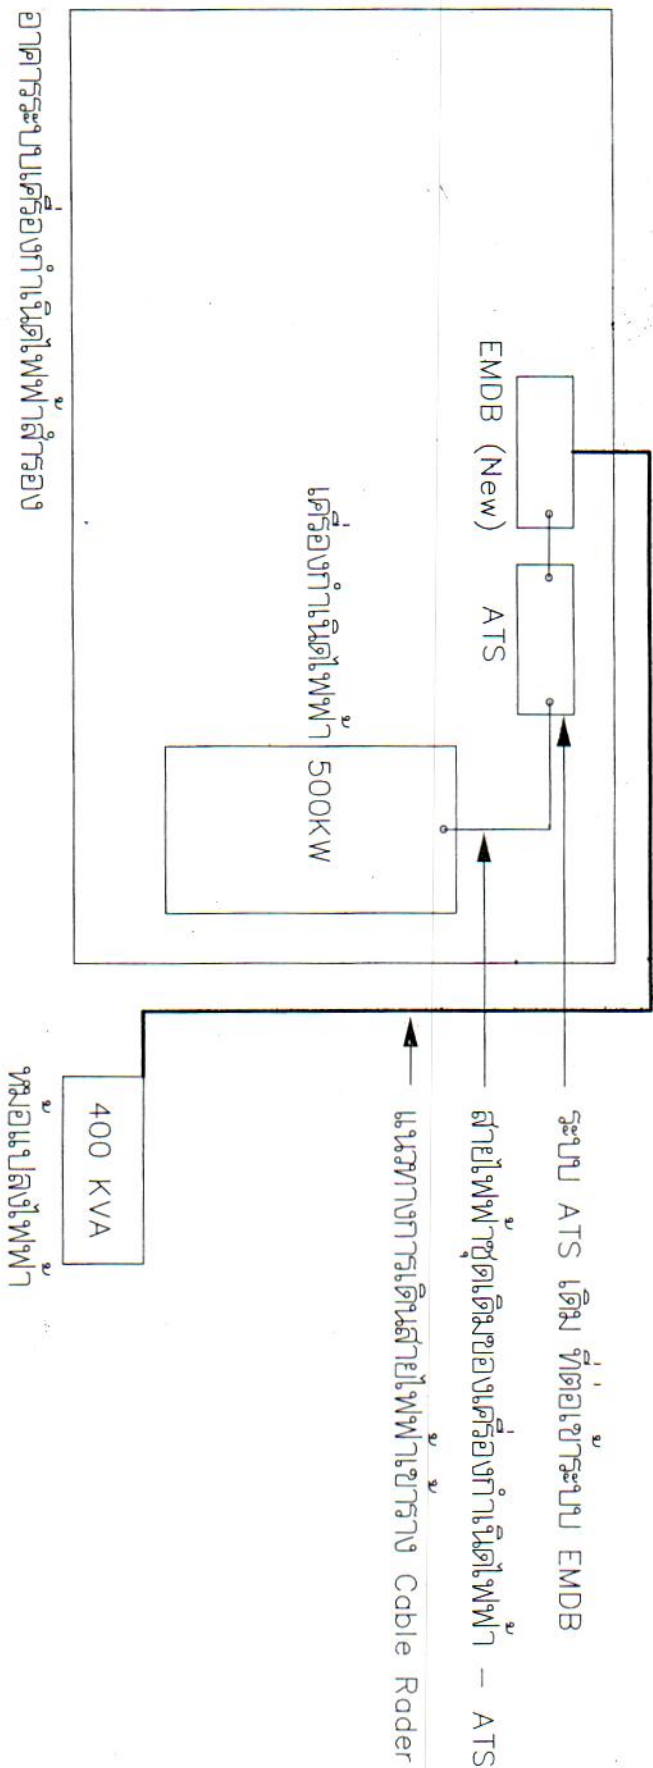 ระบบ ATS เดิม ที่ต่อเข้าระบบ EMDB
สายไฟฟ้าชุดเดิมของเครื่องกำเนิดไฟฟ้า - ATS
แนวทางการเดินสายไฟฟ้าเข้าราง Cable Rader
EMDB (New)
ATS
เครื่องกำเนิดไฟฟ้า 500KW
400 KVA
หม้อแปลงไฟฟ้า
อาคารระบบเครื่องกำเนิดไฟฟ้าสำรอง